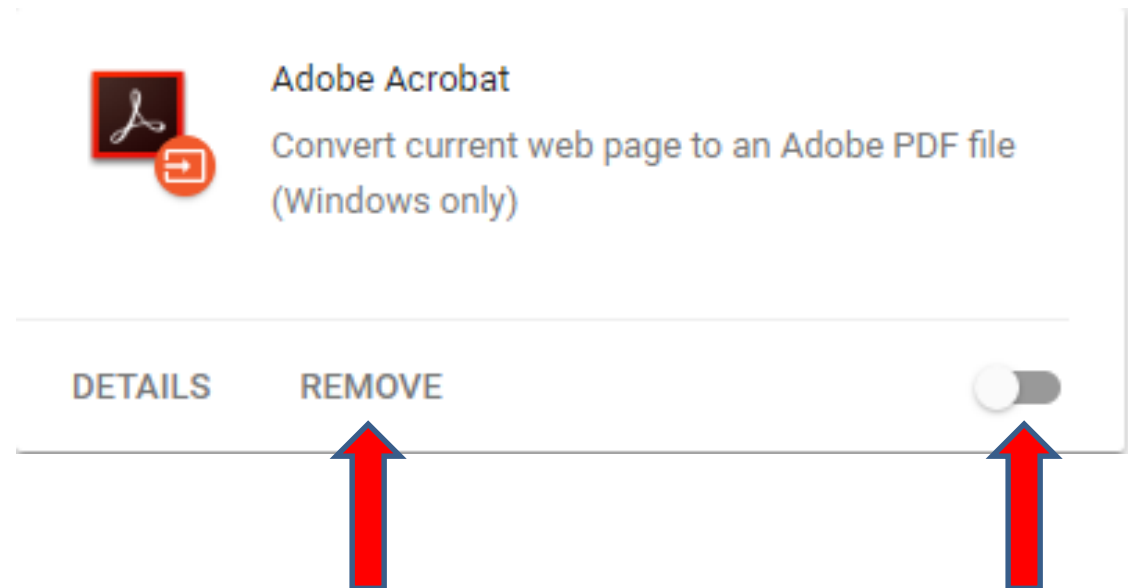 Adobe Acrobat
Convert current web page to an Adobe PDF file
(Windows only)
DETAILS REMOVE